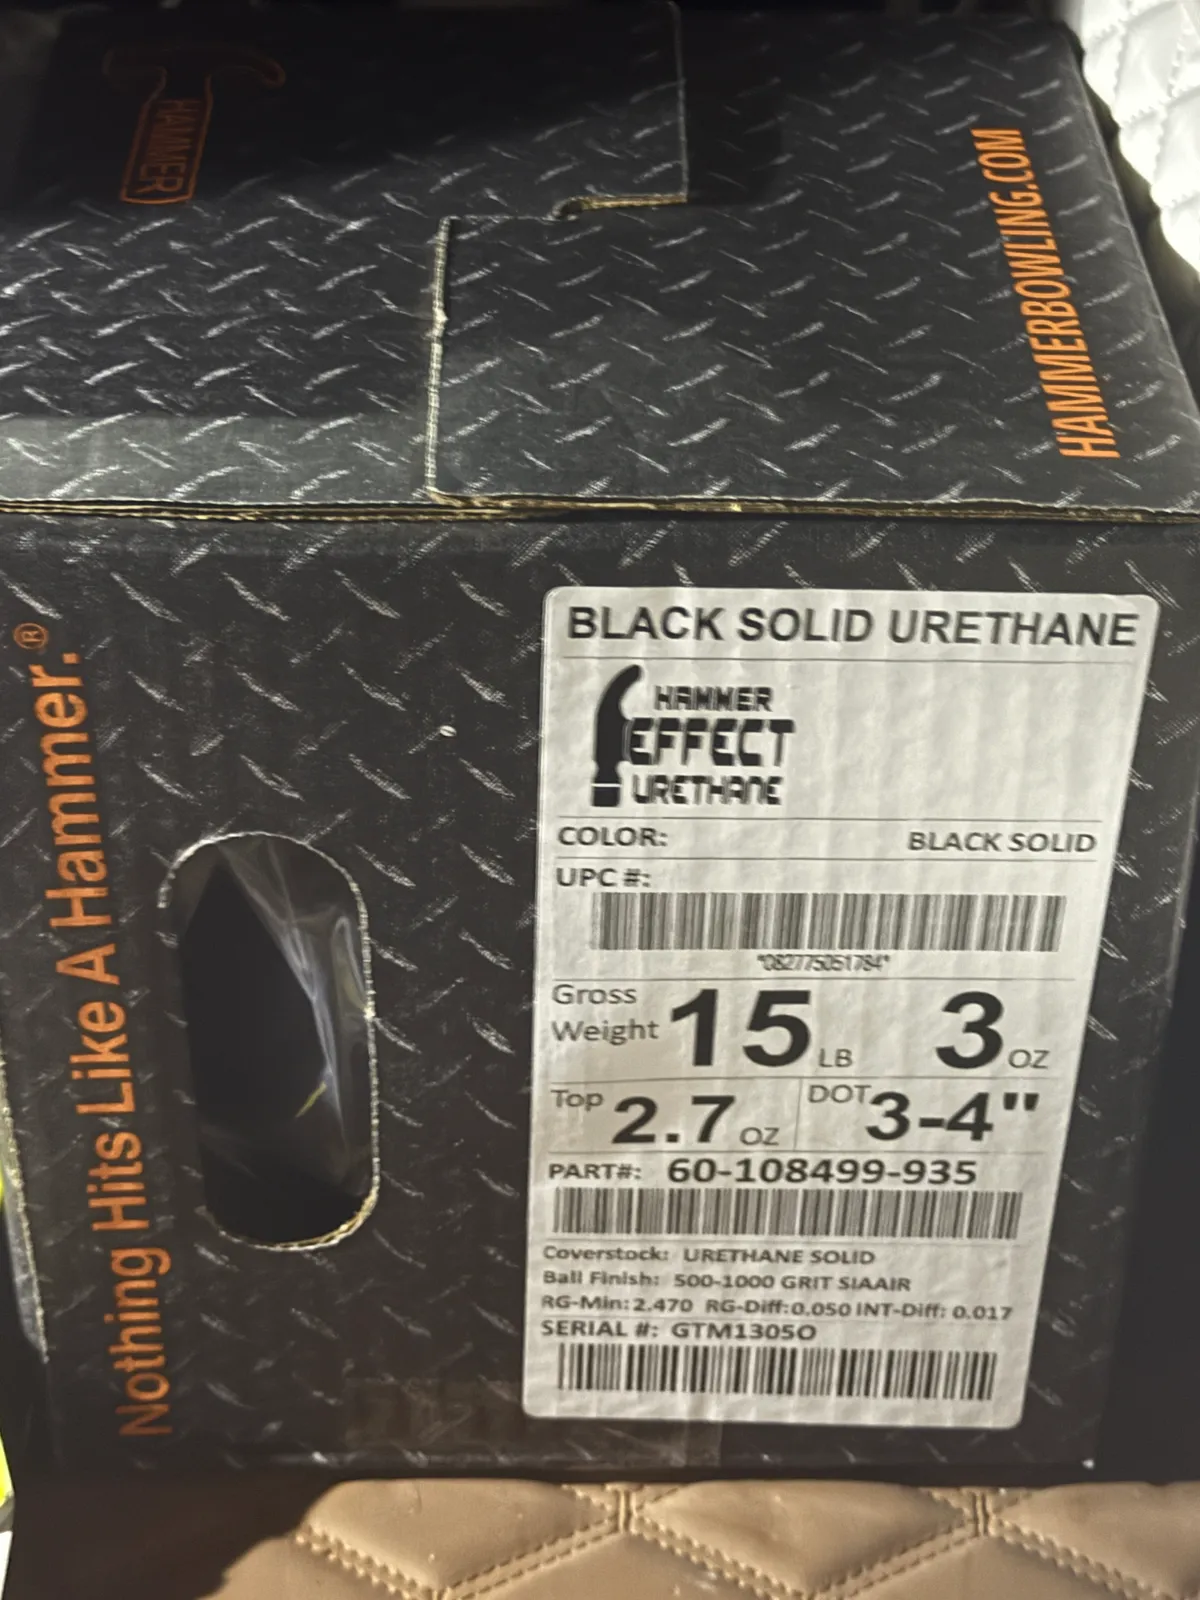 HAMMER
HAMMERBOWLING.COM
Nothing Hits Like A Hammer.®
BLACK SOLID URETHANE
HAMMER
EFFECT
URETHANE
COLOR: BLACK SOLID
UPC #:
*082775051784*
Gross Weight 15 LB 3 OZ
Top 2.7 OZ DOT 3-4"
PART#: 60-108499-935
Coverstock: URETHANE SOLID
Ball Finish: 500-1000 GRIT SIAAIR
RG-Min: 2.470 RG-Diff: 0.050 INT-Diff: 0.017
SERIAL #: GTM1305O